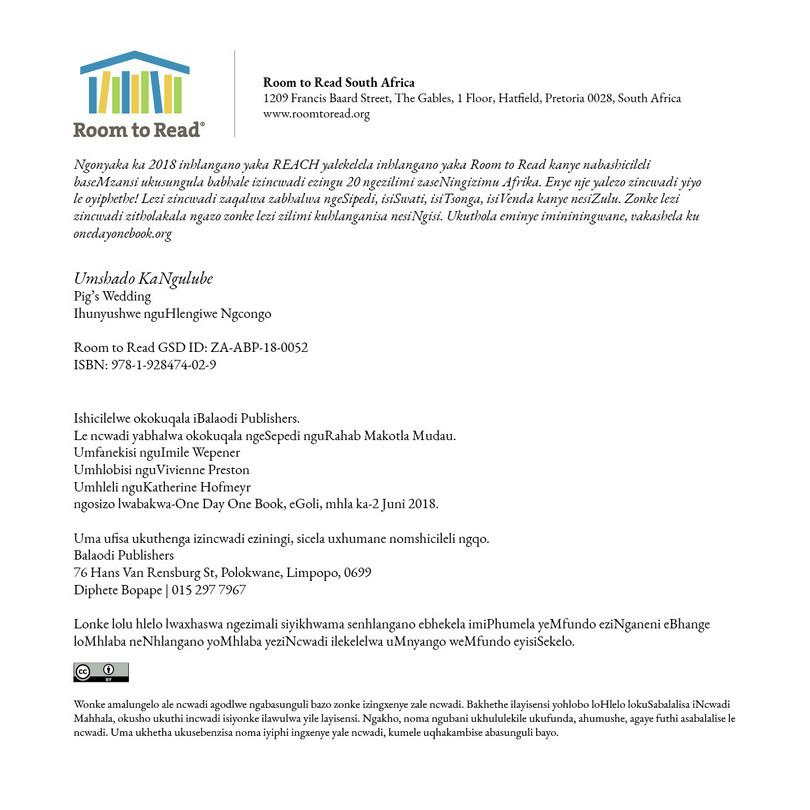 Room to Read®
Room to Read South Africa
1209 Francis Baard Street, The Gables, 1 Floor, Hatfield, Pretoria 0028, South Africa
www.roomtoread.org
Ngonyaka ka 2018 inhlangano yaka REACH yalekelela inhlangano yaka Room to Read kanye nabashicileli
baseMzansi ukusungula babhale izincwadi ezingu 20 ngezilimi zaseNingizimu Afrika. Enye nje yalezo zincwadi yiyo
le oyiphethe! Lezi zincwadi zaqalwa zabhalwa ngeSipedi, isiSwati, isiTsonga, isiVenda kanye nesiZulu. Zonke lezi
zincwadi zitholakala ngazo zonke lezi zilimi kuhlanganisa nesiNgisi. Ukuthola eminye imininingwane, vakashela ku
onedayonebook.org
Umshado KaNgulube
Pig's Wedding
Ihunyushwe nguHlengiwe Ngcongo
Room to Read GSD ID: ZA-ABP-18-0052
ISBN: 978-1-928474-02-9
Ishicilelwe okokuqala iBalaodi Publishers.
Le ncwadi yabhalwa okokuqala ngeSepedi nguRahab Makotla Mudau.
Umfanekisi nguImile Wepener
Umhlobisi nguVivienne Preston
Umhleli nguKatherine Hofmeyr
ngosizo lwabakwa-One Day One Book, eGoli, mhla ka-2 Juni 2018.
Uma ufisa ukuthenga izincwadi eziningi, sicela uxhumane nomshicileli ngqo.
Balaodi Publishers
76 Hans Van Rensburg St, Polokwane, Limpopo, 0699
Diphete Bopape | 015 297 7967
Lonke lolu hlelo lwaxhaswa ngezimali siyikhwama senhlangano ebhekela imiPhumela yeMfundo eziNganeni eBhange
loMhlaba neNhlangano yoMhlaba yeziNcwadi ilekelelwa uMnyango weMfundo eyisiSekelo.
cc BY
Wonke amalungelo ale ncwadi agodlwe ngabasunguli bazo zonke izingxenye zale ncwadi. Bakhethe ilayisensi yohlobo loHlelo lokuSabalalisa iNcwadi
Mahhala, okusho ukuthi incwadi isiyonke ilawulwa yile layisensi. Ngakho, noma ngubani ukhululekile ukufunda, ahumushe, agaye futhi asabalalise le
ncwadi. Uma ukhetha ukusebenzisa noma iyiphi ingxenye yale ncwadi, kumele uqhakambise abasunguli bayo.